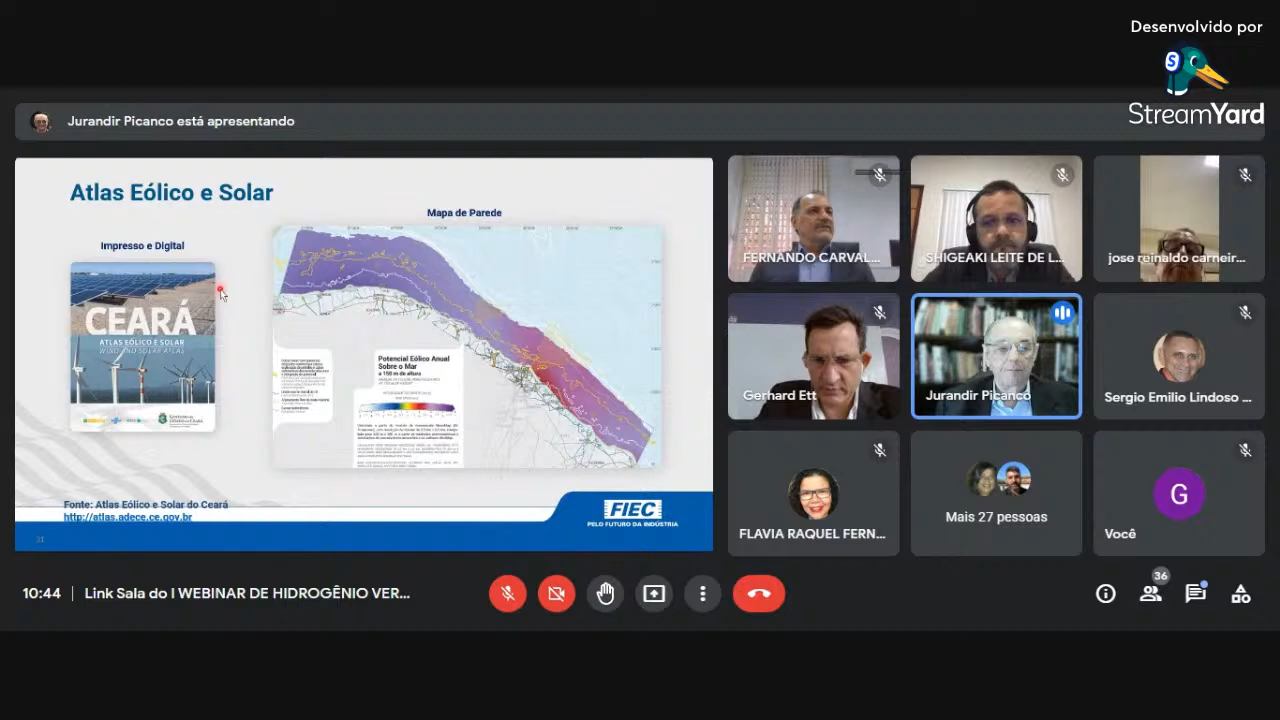 Desenvolvido por
StreamYard
Jurandir Picanco está apresentando
Atlas Eólico e Solar
Mapa de Parede
Impresso e Digital
CEARÁ
ATLAS EÓLICO E SOLAR
WIND AND SOLAR ATLAS
Potencial Eólico Anual
Sobre o Mar
a 150 m de altura
Fonte: Atlas Eólico e Solar do Ceará
http://atlas.adece.ce.gov.br
31
FIEC
PELO FUTURO DA INDÚSTRIA
FERNANDO CARVAL...
SHIGEAKI LEITE DE L...
jose reinaldo carneir...
Gerhard Ett
Jurandir Picanco
Sergio Emilio Lindoso ...
FLAVIA RAQUEL FERN...
Mais 27 pessoas
G
Você
10:44 | Link Sala do I WEBINAR DE HIDROGÊNIO VER...
36